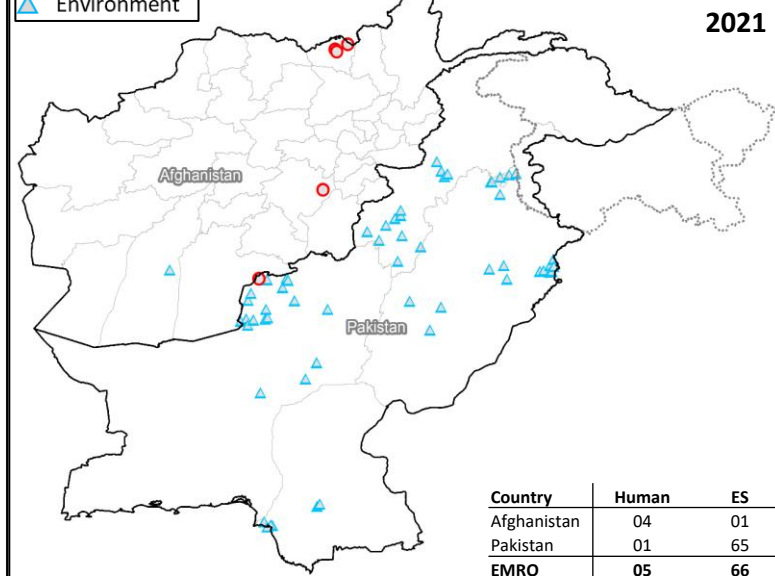 Environment
2021
Afghanistan
Pakistan
Country Human ES
Afghanistan 04 01
Pakistan 01 65
EMRO 05 66